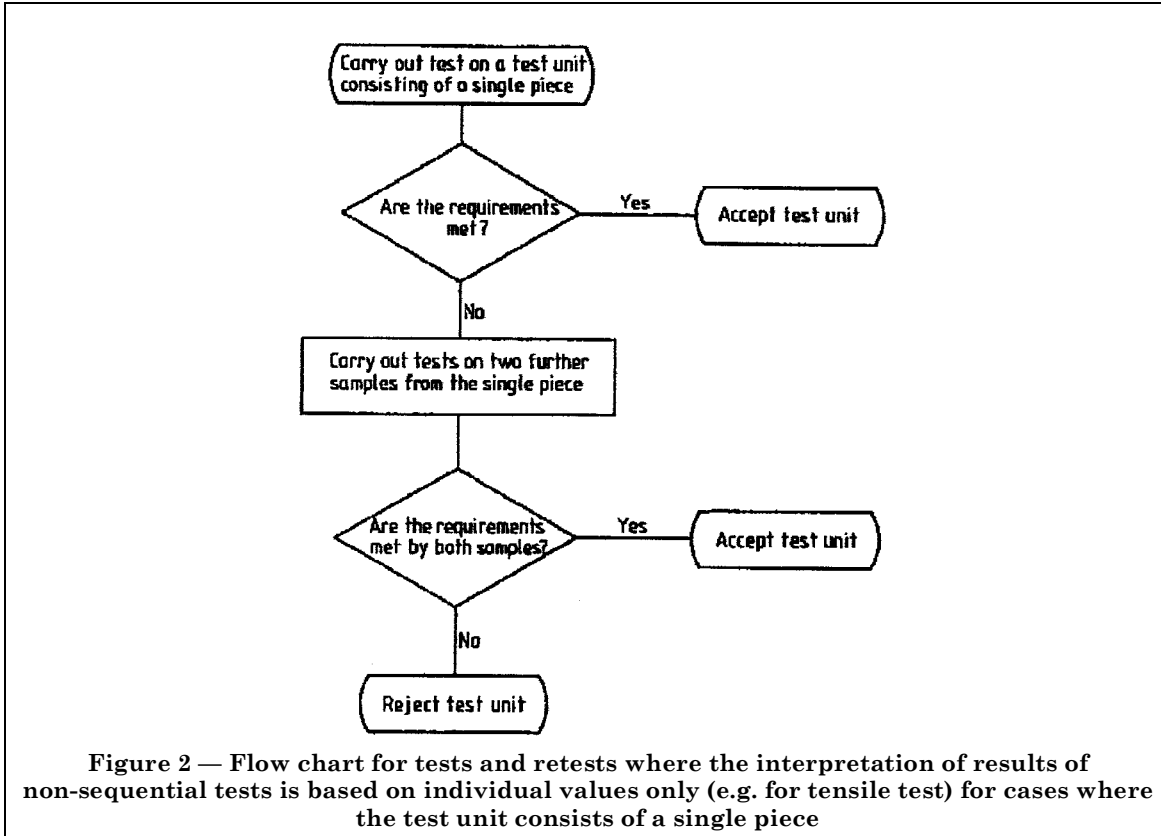 Carry out test on a test unit
consisting of a single piece
Are the requirements
met?
Yes
Accept test unit
No
Carry out tests on two further
samples from the single piece
Are the requirements
met by both samples?
Yes
Accept test unit
No
Reject test unit
Figure 2 — Flow chart for tests and retests where the interpretation of results of
non-sequential tests is based on individual values only (e.g. for tensile test) for cases where
the test unit consists of a single piece